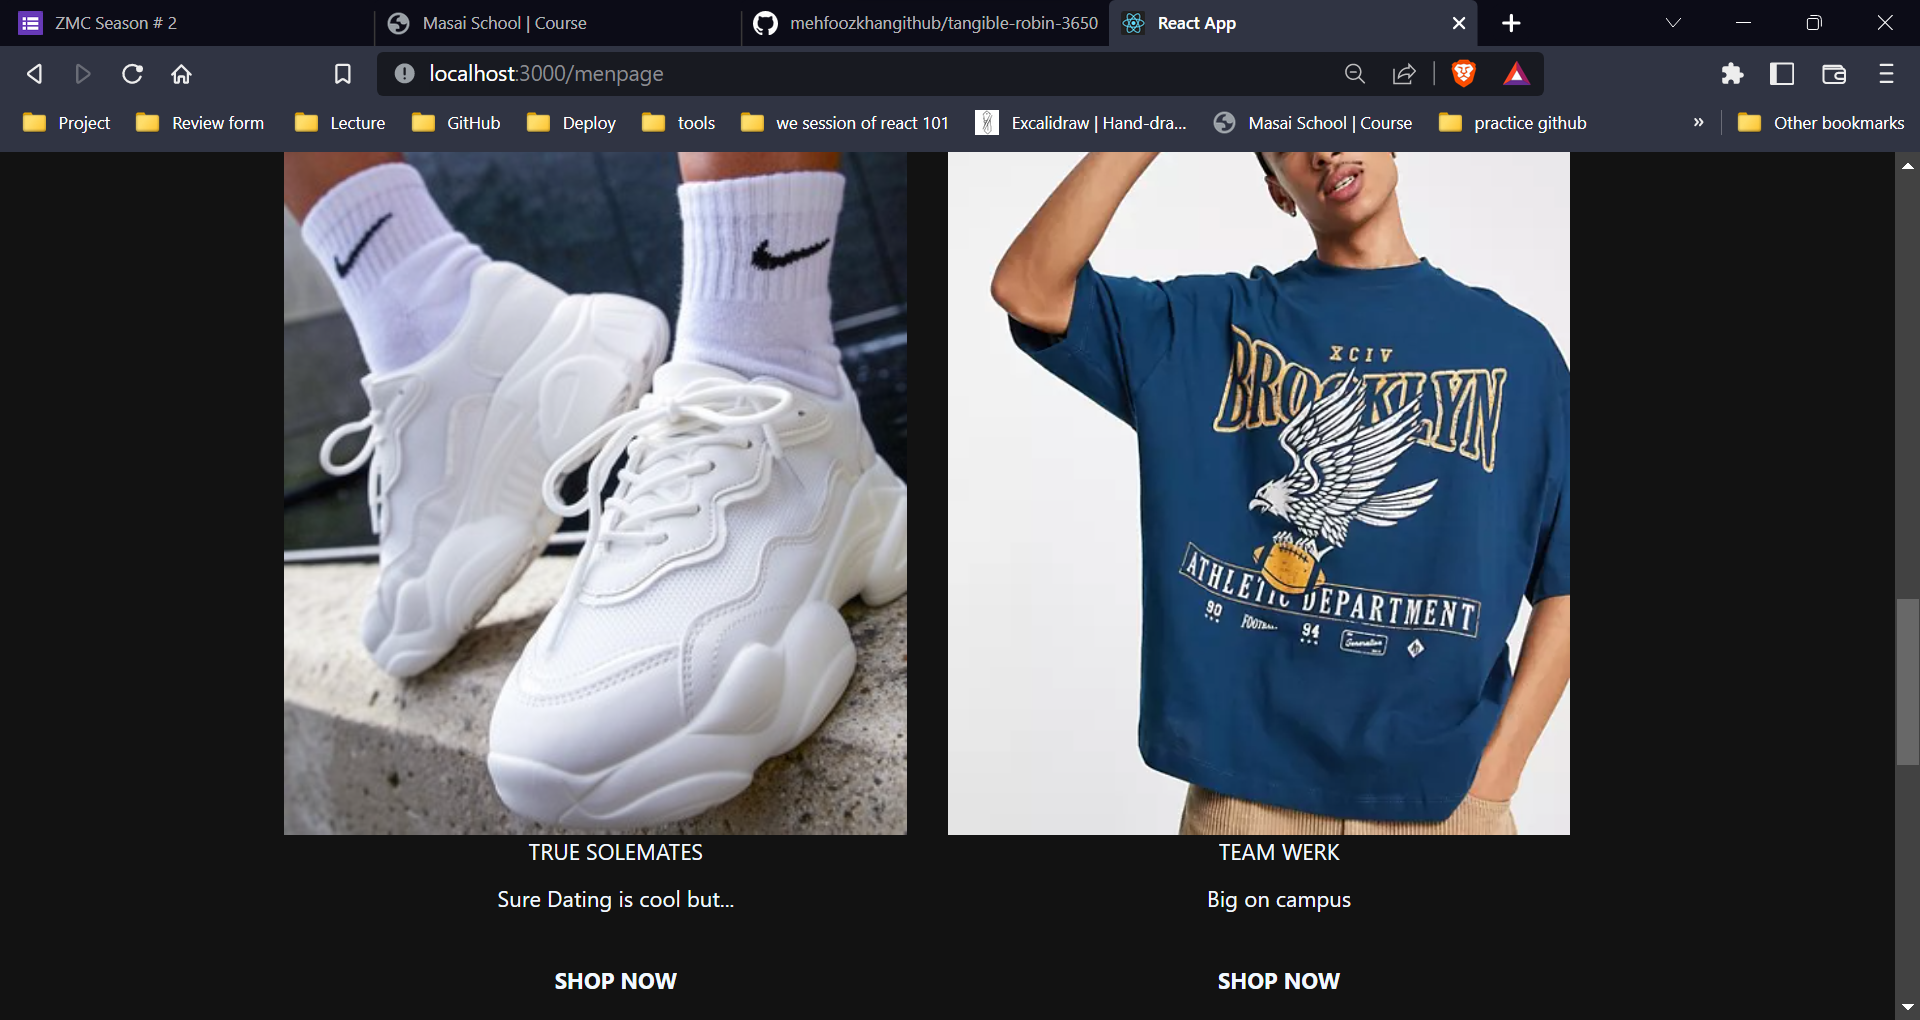 ZMC Season # 2
Masai School | Course
mehfoozkhangithub/tangible-robin-3650
React App
localhost:3000/menpage
Project
Review form
Lecture
GitHub
Deploy
tools
we session of react 101
Excalidraw | Hand-dra...
Masai School | Course
practice github
»
Other bookmarks
XCIV
BROOKLYN
ATHLETIC DEPARTMENT
90
94
Generation
TRUE SOLEMATES
Sure Dating is cool but...
SHOP NOW
TEAM WERK
Big on campus
SHOP NOW